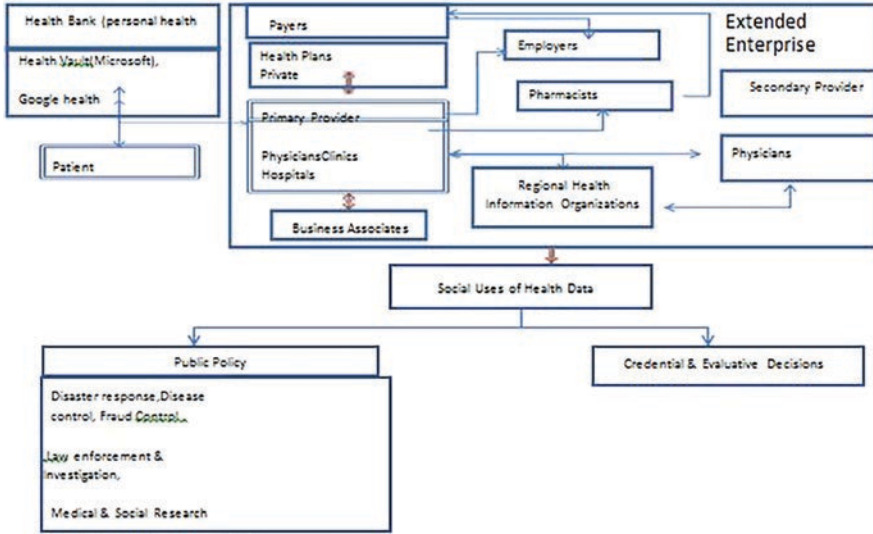 Health Bank (personal health
Health Vault(Microsoft),
Google health
Patient
Payers
Health Plans
Private
Primary Provider
PhysiciansClinics
Hospitals
Business Associates
Employers
Pharmacists
Regional Health
Information Organizations
Extended
Enterprise
Secondary Provider
Physicians
Social Uses of Health Data
Public Policy
Disaster response,Disease
control, Fraud Control,.
,Law enforcement &
Investigation,
Medical & Social Research
Credential & Evaluative Decisions